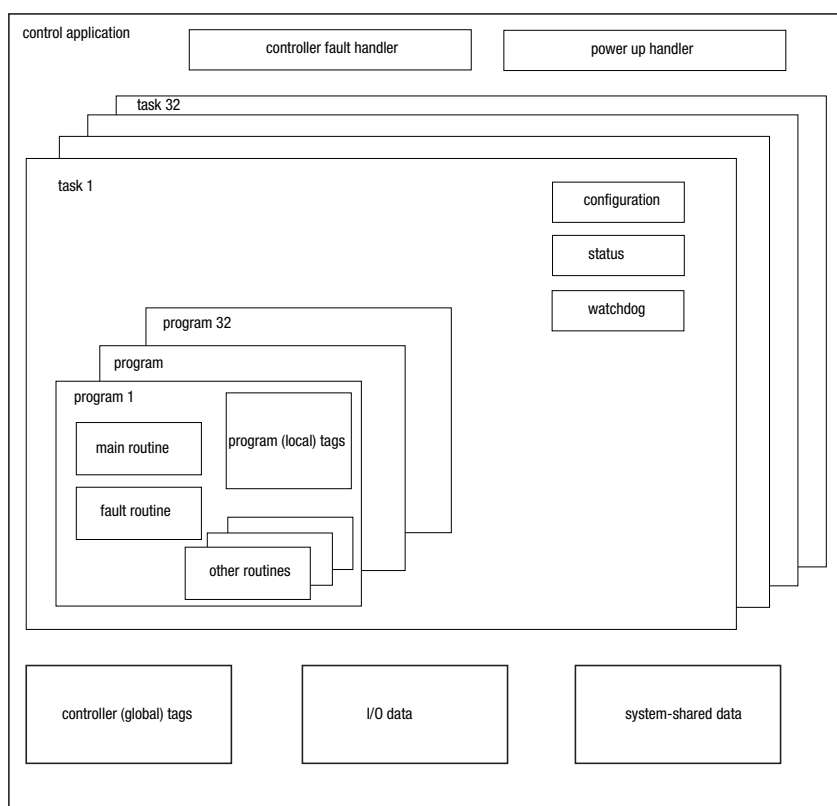 control application
controller fault handler
power up handler
task 32
task 1
configuration
status
watchdog
program 32
program
program 1
program (local) tags
main routine
fault routine
other routines
controller (global) tags
I/O data
system-shared data